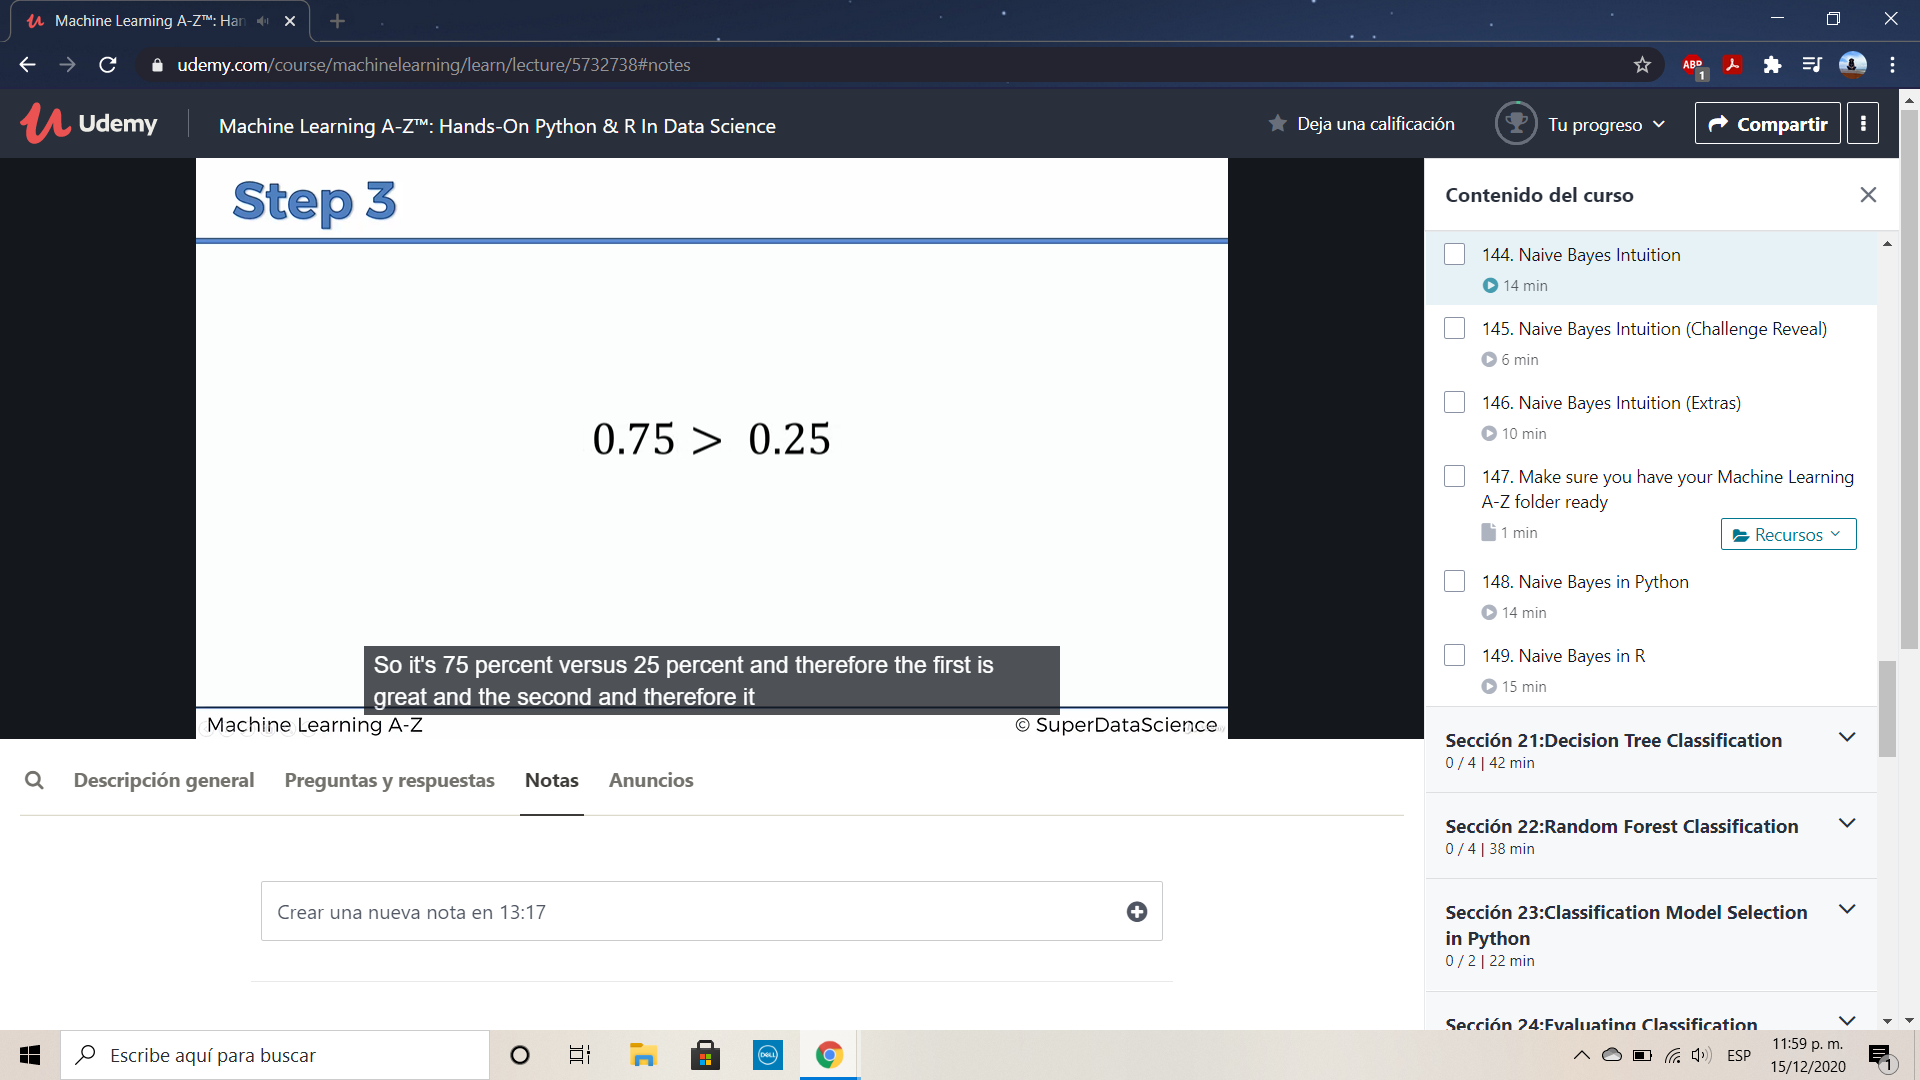 Machine Learning A-Z™: Han
udemy.com/course/machinelearning/learn/lecture/5732738#notes
ABP
1
Udemy
Machine Learning A-Z™: Hands-On Python & R In Data Science
Deja una calificación
Tu progreso
Compartir
Step 3
0.75 > 0.25
So it's 75 percent versus 25 percent and therefore the first is
great and the second and therefore it
Machine Learning A-Z
© SuperDataScience
Contenido del curso
144. Naive Bayes Intuition
14 min
145. Naive Bayes Intuition (Challenge Reveal)
6 min
146. Naive Bayes Intuition (Extras)
10 min
147. Make sure you have your Machine Learning
A-Z folder ready
1 min
Recursos
148. Naive Bayes in Python
14 min
149. Naive Bayes in R
15 min
Sección 21:Decision Tree Classification
0 / 4 | 42 min
Sección 22:Random Forest Classification
0 / 4 | 38 min
Sección 23:Classification Model Selection
in Python
0 / 2 | 22 min
Sección 24:Evaluating Classification
Descripción general
Preguntas y respuestas
Notas
Anuncios
Crear una nueva nota en 13:17
Escribe aquí para buscar
DELL
ESP
11:59 p. m.
15/12/2020
1